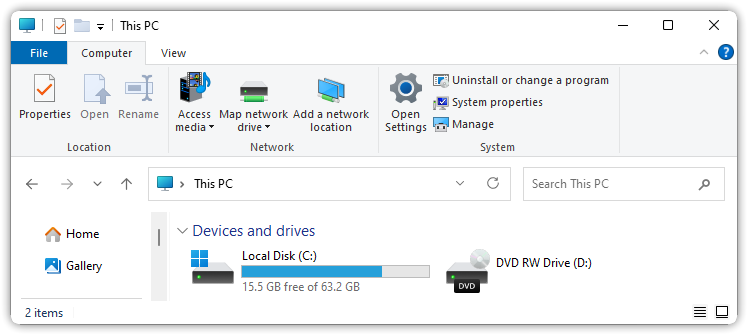 This PC
File
Computer
View
Properties
Open
Rename
Location
Access media
Map network drive
Add a network location
Network
Open Settings
Uninstall or change a program
System properties
Manage
System
This PC
Search This PC
Home
Gallery
Devices and drives
Local Disk (C:)
15.5 GB free of 63.2 GB
DVD RW Drive (D:)
DVD
2 items